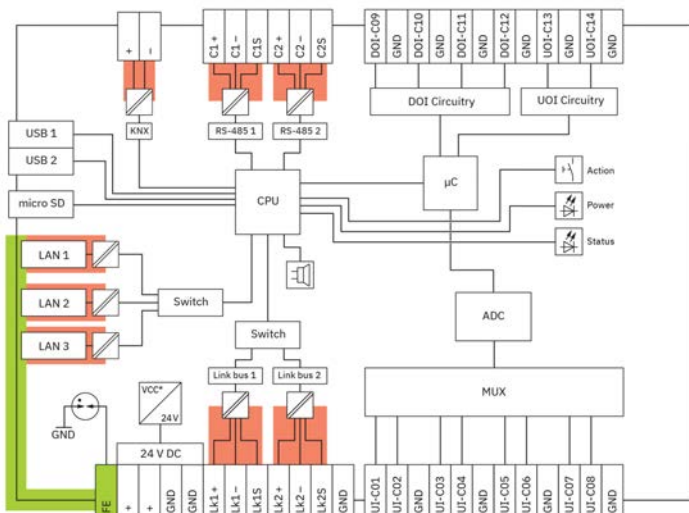 +
−
C1+
C1−
C1S
C2+
C2−
C2S
DOI-C09
GND
DOI-C10
GND
DOI-C11
GND
DOI-C12
GND
UOI-C13
GND
UOI-C14
GND
DOI Circuitry
UOI Circuitry
KNX
RS-485 1
RS-485 2
USB 1
USB 2
micro SD
CPU
µC
Action
Power
Status
LAN 1
LAN 2
LAN 3
Switch
ADC
Switch
Link bus 1
Link bus 2
MUX
VCC*
24 V
GND
24 V DC
FE
+
+
GND
GND
Lk1+
Lk1−
Lk1S
Lk2+
Lk2−
Lk2S
GND
UI-C01
UI-C02
GND
UI-C03
UI-C04
GND
UI-C05
UI-C06
GND
UI-C07
UI-C08
GND